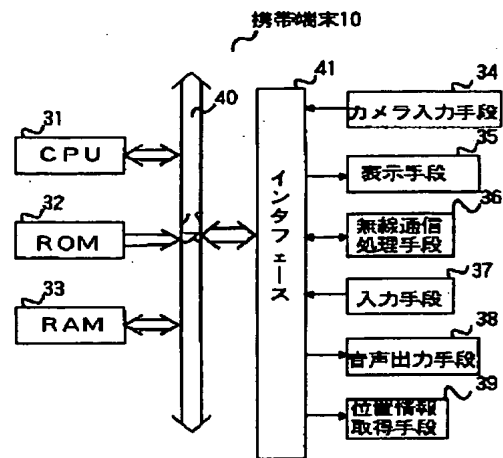 携帯端末10
31
CPU
32
ROM
33
RAM
40
41
インタフェース
34
カメラ入力手段
35
表示手段
36
無線通信
処理手段
37
入力手段
38
音声出力手段
39
位置情報
取得手段